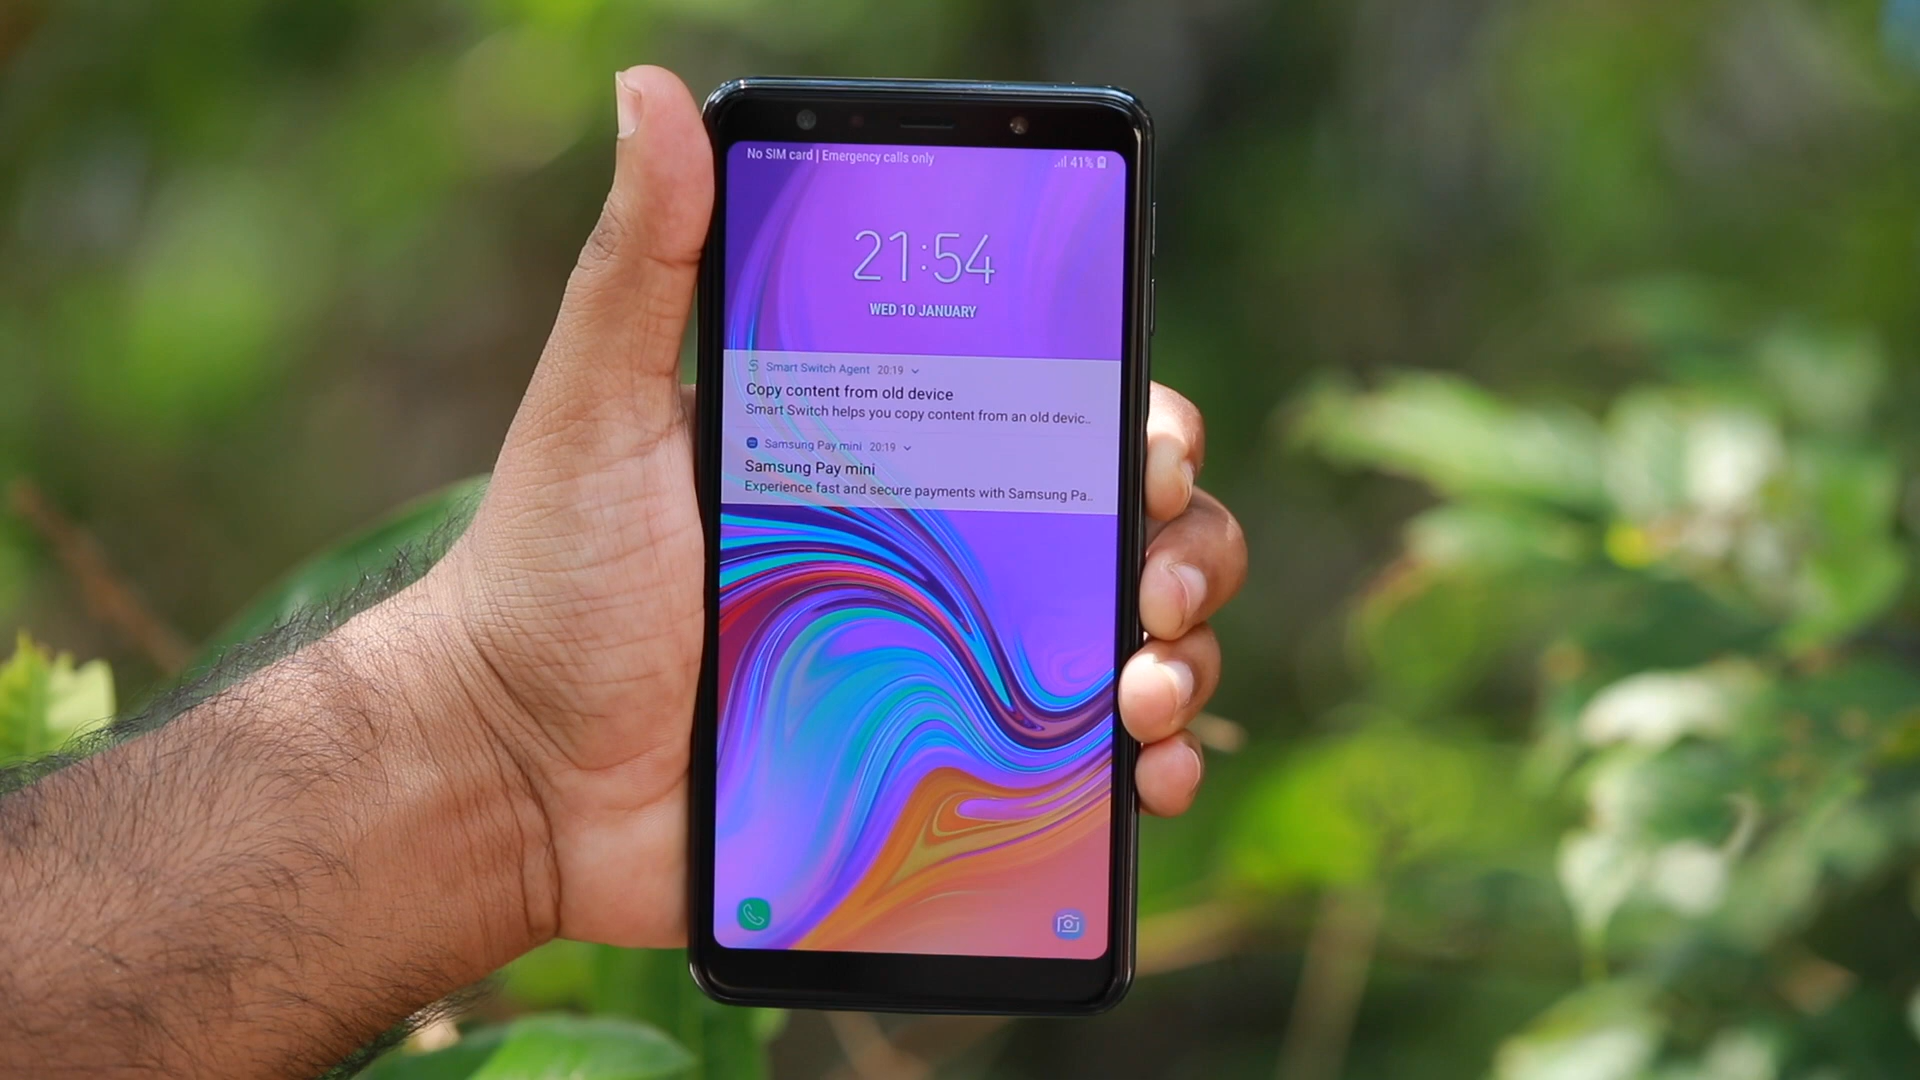 No SIM card | Emergency calls only 41%
21:54
WED 10 JANUARY
Smart Switch Agent 20:19
Copy content from old device
Smart Switch helps you copy content from an old devic..
Samsung Pay mini 20:19
Samsung Pay mini
Experience fast and secure payments with Samsung Pa..